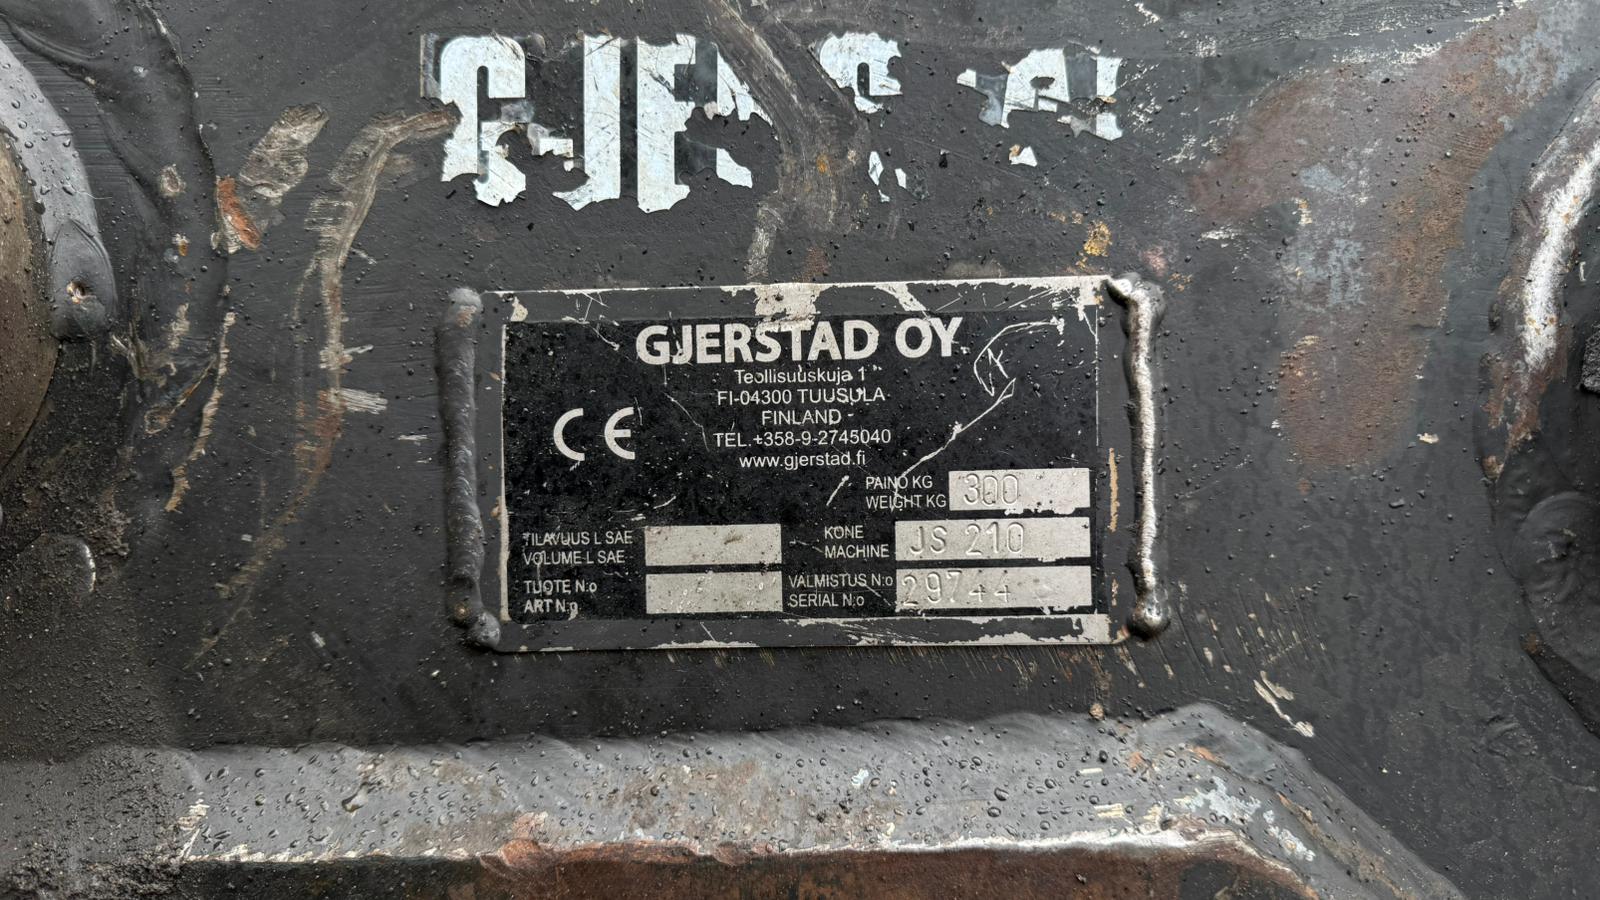 GJERSTAD OY
Teollisuuskuja 1
FI-04300 TUUSULA
FINLAND
TEL.+358-9-2745040
www.gjerstad.fi
CE
PAINO KG
WEIGHT KG 300
TILAVUUS L SAE
VOLUME L SAE
KONE
MACHINE JS 210
TUOTE N:o
ART N:o
VALMISTUS N:o
SERIAL N:o 29744